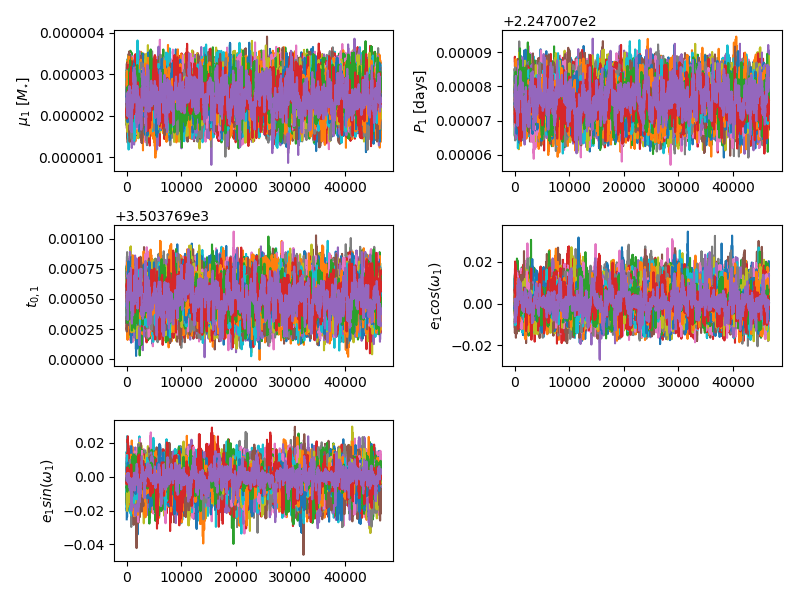 0.000004
0.000003
0.000002
0.000001
μ₁ [M⋆]
0 10000 20000 30000 40000
+2.247007e2
0.00009
0.00008
0.00007
0.00006
P₁ [days]
0 10000 20000 30000 40000
+3.503769e3
0.00100
0.00075
0.00050
0.00025
0.00000
t₀,₁
0 10000 20000 30000 40000
0.02
0.00
−0.02
e₁cos(ω₁)
0 10000 20000 30000 40000
0.02
0.00
−0.02
−0.04
e₁sin(ω₁)
0 10000 20000 30000 40000